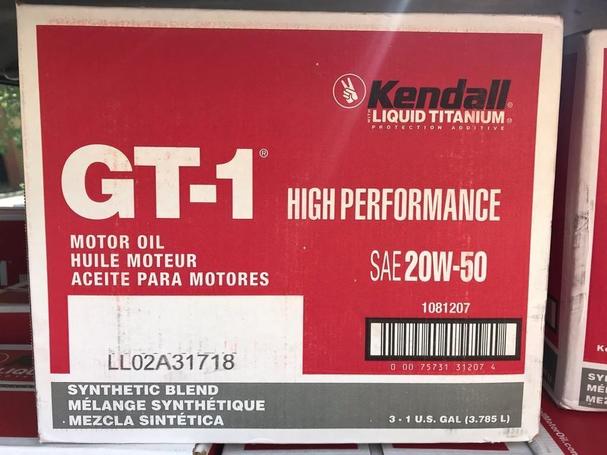 Kendall®
WITH LIQUID TITANIUM®
PROTECTION ADDITIVE
GT-1®
HIGH PERFORMANCE
MOTOR OIL
HUILE MOTEUR
ACEITE PARA MOTORES
SAE 20W-50
1081207
0 00 75731 31207 4
LL02A31718
SYNTHETIC BLEND
MÉLANGE SYNTHÉTIQUE
MEZCLA SINTÉTICA
3 - 1 U.S. GAL (3.785 L)